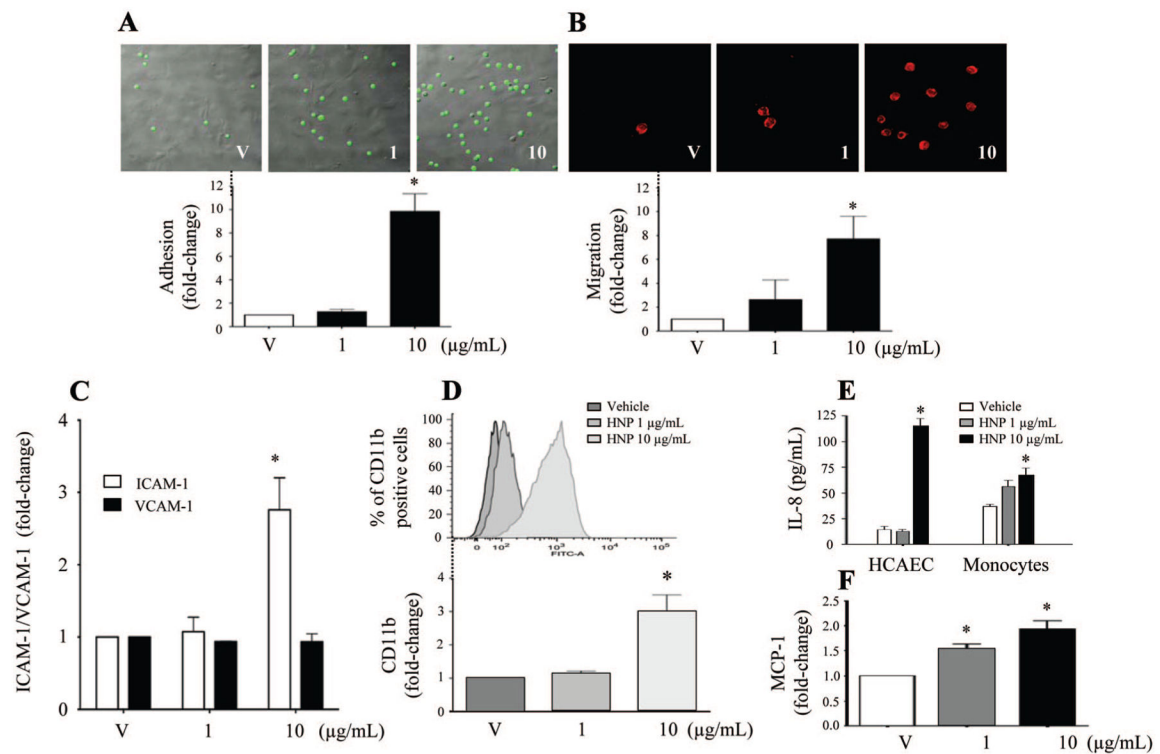 A
V
1
10
12
10
8
6
4
2
0
*
Adhesion
(fold-change)
V 1 10 (µg/mL)
B
V
1
10
12
10
8
6
4
2
0
*
Migration
(fold-change)
V 1 10 (µg/mL)
C
4
3
2
1
0
ICAM-1
VCAM-1
*
ICAM-1/VCAM-1 (fold-change)
V 1 10 (µg/mL)
D
Vehicle
HNP 1 µg/mL
HNP 10 µg/mL
100
80
60
40
20
0
% of CD11b
positive cells
0 10² 10³ 10⁴ 10⁵
FITC-A
4
3
2
1
0
*
CD11b
(fold-change)
V 1 10 (µg/mL)
E
Vehicle
HNP 1 µg/mL
HNP 10 µg/mL
125
100
75
50
25
0
*
*
IL-8 (pg/mL)
HCAEC Monocytes
F
2.5
2.0
1.5
1.0
0.5
0.0
*
*
MCP-1
(fold-change)
V 1 10 (µg/mL)